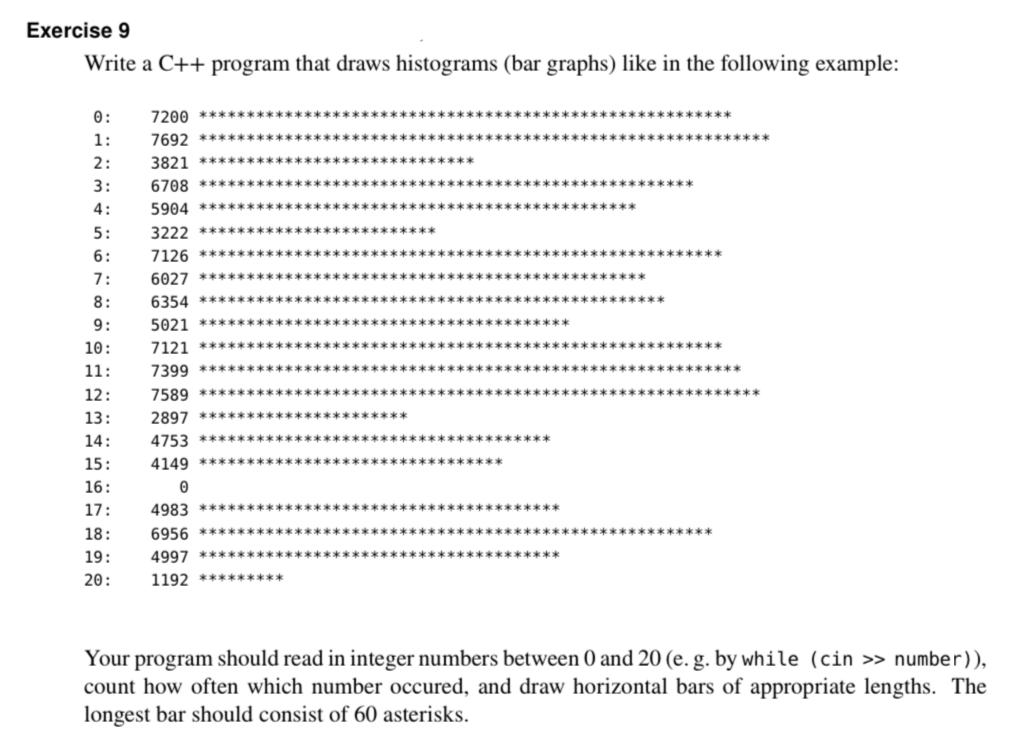 Exercise 9
Write a C++ program that draws histograms (bar graphs) like in the following example:
0: 7200 ********************************************************
1: 7692 ************************************************************
2: 3821 *****************************
3: 6708 ****************************************************
4: 5904 **********************************************
5: 3222 *************************
6: 7126 *******************************************************
7: 6027 ***********************************************
8: 6354 *************************************************
9: 5021 ***************************************
10: 7121 *******************************************************
11: 7399 *********************************************************
12: 7589 ***********************************************************
13: 2897 **********************
14: 4753 *************************************
15: 4149 ********************************
16: 0
17: 4983 **************************************
18: 6956 ******************************************************
19: 4997 **************************************
20: 1192 *********
Your program should read in integer numbers between 0 and 20 (e. g. by while (cin >> number)),
count how often which number occured, and draw horizontal bars of appropriate lengths. The
longest bar should consist of 60 asterisks.